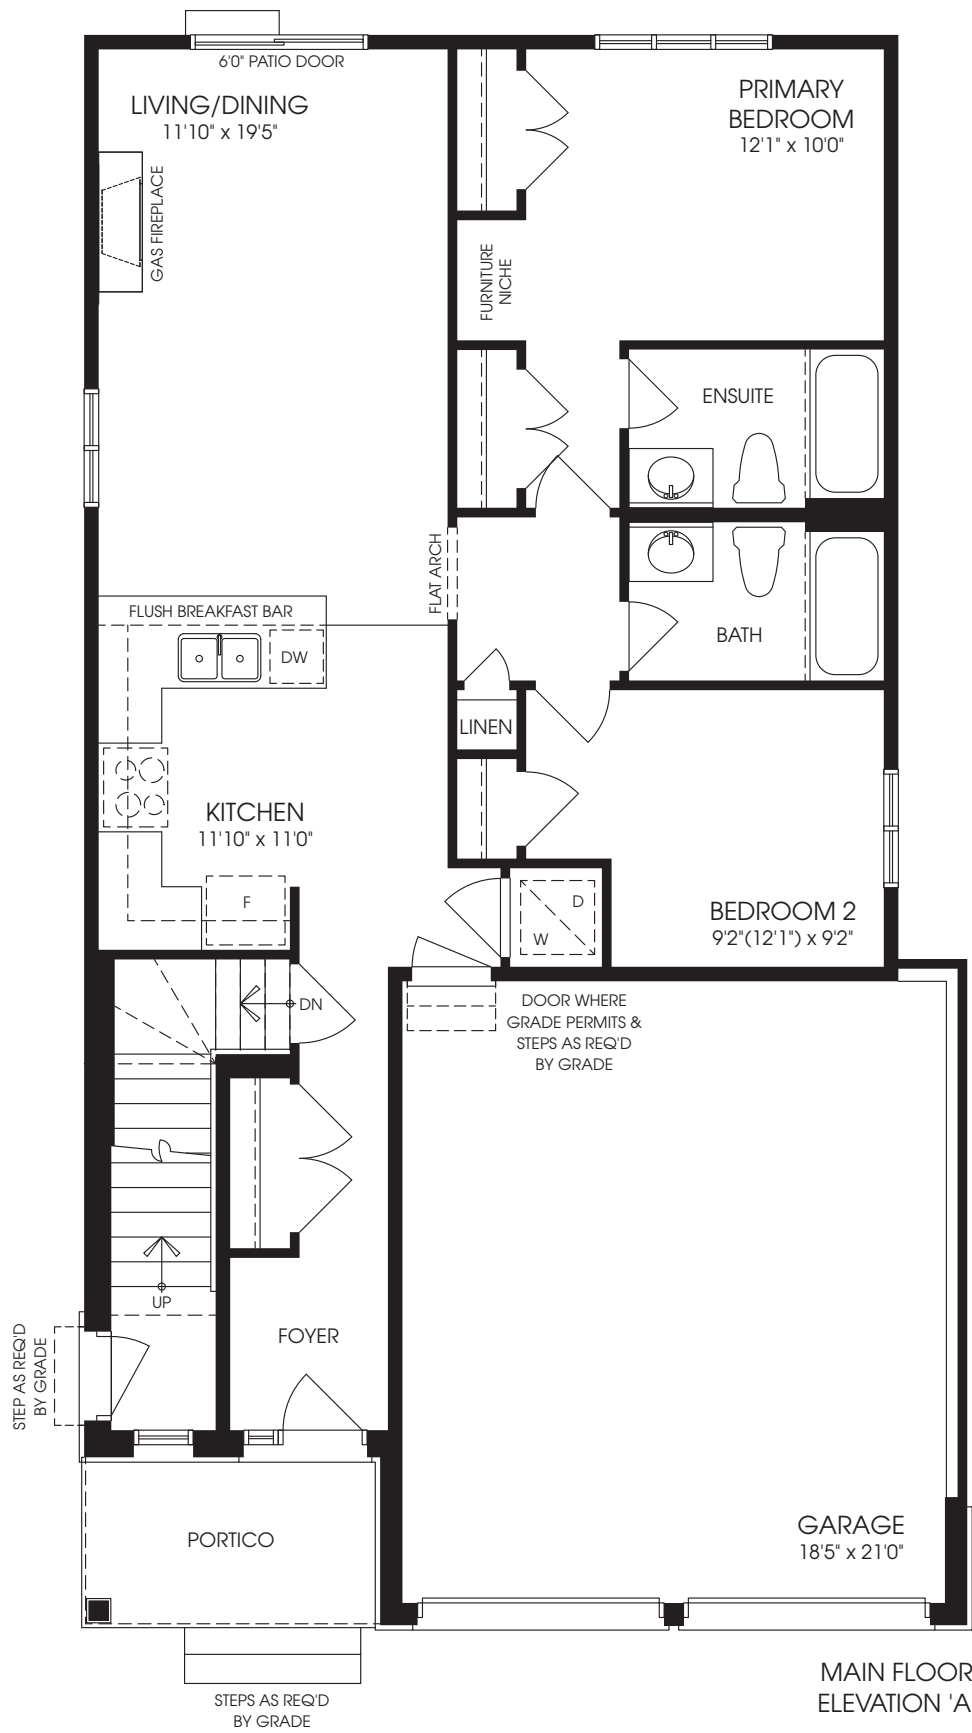 6'0" PATIO DOOR
LIVING/DINING
11'10" x 19'5"
PRIMARY
BEDROOM
12'1" x 10'0"
GAS FIREPLACE
FURNITURE
NICHE
ENSUITE
FLAT ARCH
FLUSH BREAKFAST BAR
DW
BATH
LINEN
KITCHEN
11'10" x 11'0"
F
D
W
BEDROOM 2
9'2"(12'1") x 9'2"
DN
DOOR WHERE
GRADE PERMITS &
STEPS AS REQ'D
BY GRADE
UP
STEP AS REQ'D
BY GRADE
FOYER
PORTICO
GARAGE
18'5" x 21'0"
STEPS AS REQ'D
BY GRADE
MAIN FLOOR
ELEVATION 'A